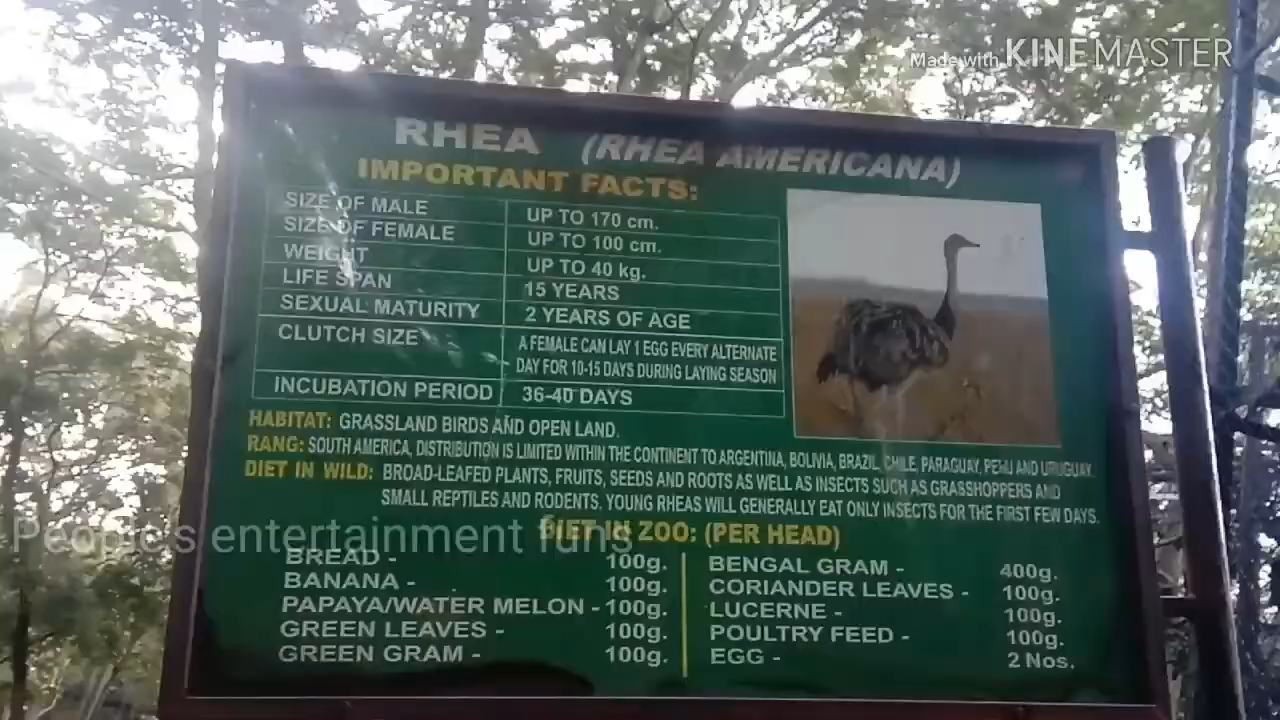 Made with KINEMASTER
RHEA (RHEA AMERICANA)
IMPORTANT FACTS:
SIZE OF MALE UP TO 170 cm.
SIZE OF FEMALE UP TO 100 cm.
WEIGHT UP TO 40 kg.
LIFE SPAN 15 YEARS
SEXUAL MATURITY 2 YEARS OF AGE
CLUTCH SIZE A FEMALE CAN LAY 1 EGG EVERY ALTERNATE
DAY FOR 10-15 DAYS DURING LAYING SEASON
INCUBATION PERIOD 36-40 DAYS
HABITAT: GRASSLAND BIRDS AND OPEN LAND.
RANG: SOUTH AMERICA, DISTRIBUTION IS LIMITED WITHIN THE CONTINENT TO ARGENTINA, BOLIVIA, BRAZIL, CHILE, PARAGUAY, PERU AND URUGUAY.
DIET IN WILD: BROAD-LEAFED PLANTS, FRUITS, SEEDS AND ROOTS AS WELL AS INSECTS SUCH AS GRASSHOPPERS AND
SMALL REPTILES AND RODENTS. YOUNG RHEAS WILL GENERALLY EAT ONLY INSECTS FOR THE FIRST FEW DAYS.
People's entertainment funs
DIET IN ZOO: (PER HEAD)
BREAD - 100g.
BANANA - 100g.
PAPAYA/WATER MELON - 100g.
GREEN LEAVES - 100g.
GREEN GRAM - 100g.
BENGAL GRAM - 400g.
CORIANDER LEAVES - 100g.
LUCERNE - 100g.
POULTRY FEED - 100g.
EGG - 2 Nos.